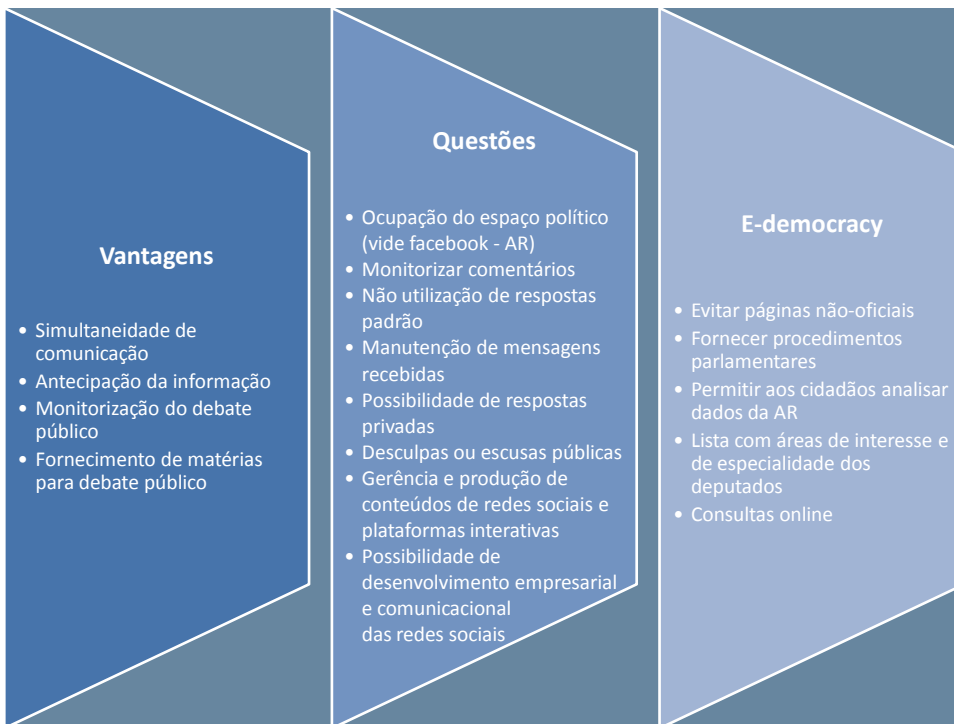 Vantagens
• Simultaneidade de
comunicação
• Antecipação da informação
• Monitorização do debate
público
• Fornecimento de matérias
para debate público
Questões
• Ocupação do espaço político
(vide facebook - AR)
• Monitorizar comentários
• Não utilização de respostas
padrão
• Manutenção de mensagens
recebidas
• Possibilidade de respostas
privadas
• Desculpas ou escusas públicas
• Gerência e produção de
conteúdos de redes sociais e
plataformas interativas
• Possibilidade de
desenvolvimento empresarial
e comunicacional
das redes sociais
E-democracy
• Evitar páginas não-oficiais
• Fornecer procedimentos
parlamentares
• Permitir aos cidadãos analisar
dados da AR
• Lista com áreas de interesse e
de especialidade dos
deputados
• Consultas online